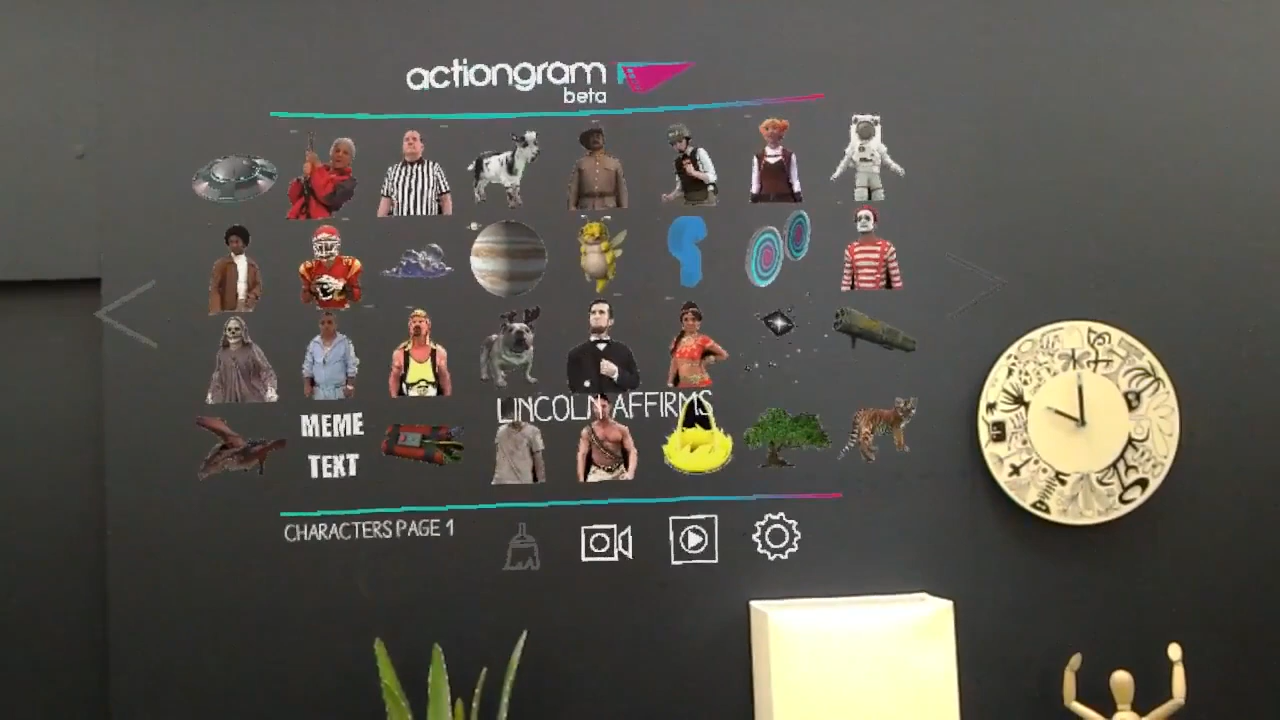 actiongram
beta
LINCOLN AFFIRMS
MEME
TEXT
CHARACTERS PAGE 1